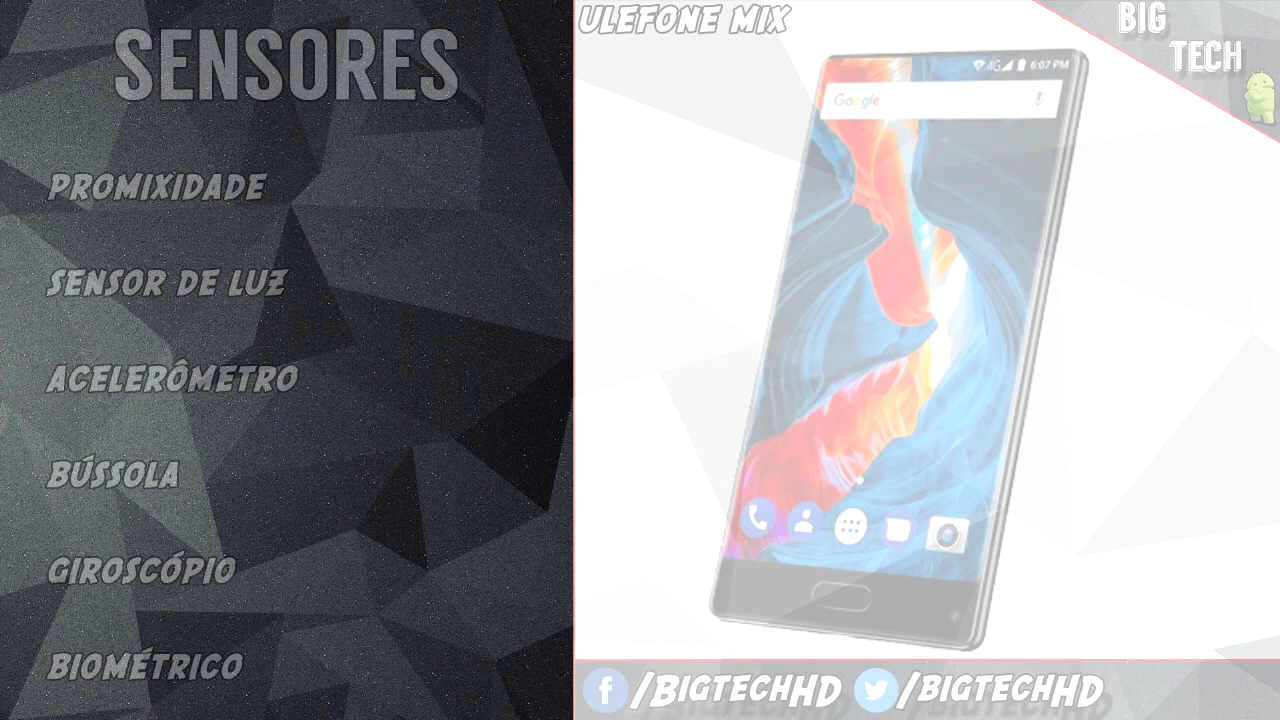 SENSORES
PROMIXIDADE
SENSOR DE LUZ
ACELERÔMETRO
BÚSSOLA
GIROSCÓPIO
BIOMÉTRICO
ULEFONE MIX
BIG
TECH
4G 6:07 PM
Google
/BIGTECHHD /BIGTECHHD